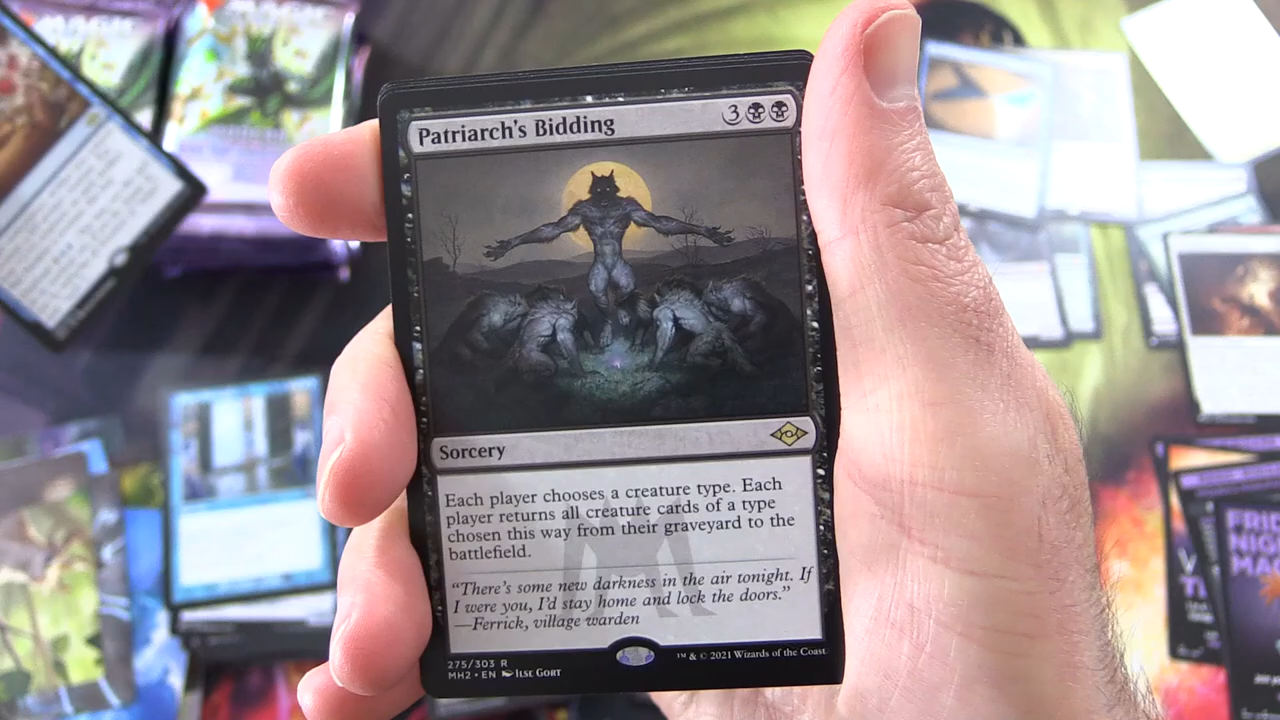 MAGIC
Patriarch's Bidding
3
Sorcery
Each player chooses a creature type. Each
player returns all creature cards of a type
chosen this way from their graveyard to the
battlefield.
“There's some new darkness in the air tonight. If
I were you, I'd stay home and lock the doors.”
—Ferrick, village warden
275/303 R
MH2 • EN Ilse Gort
™ & © 2021 Wizards of the Coast